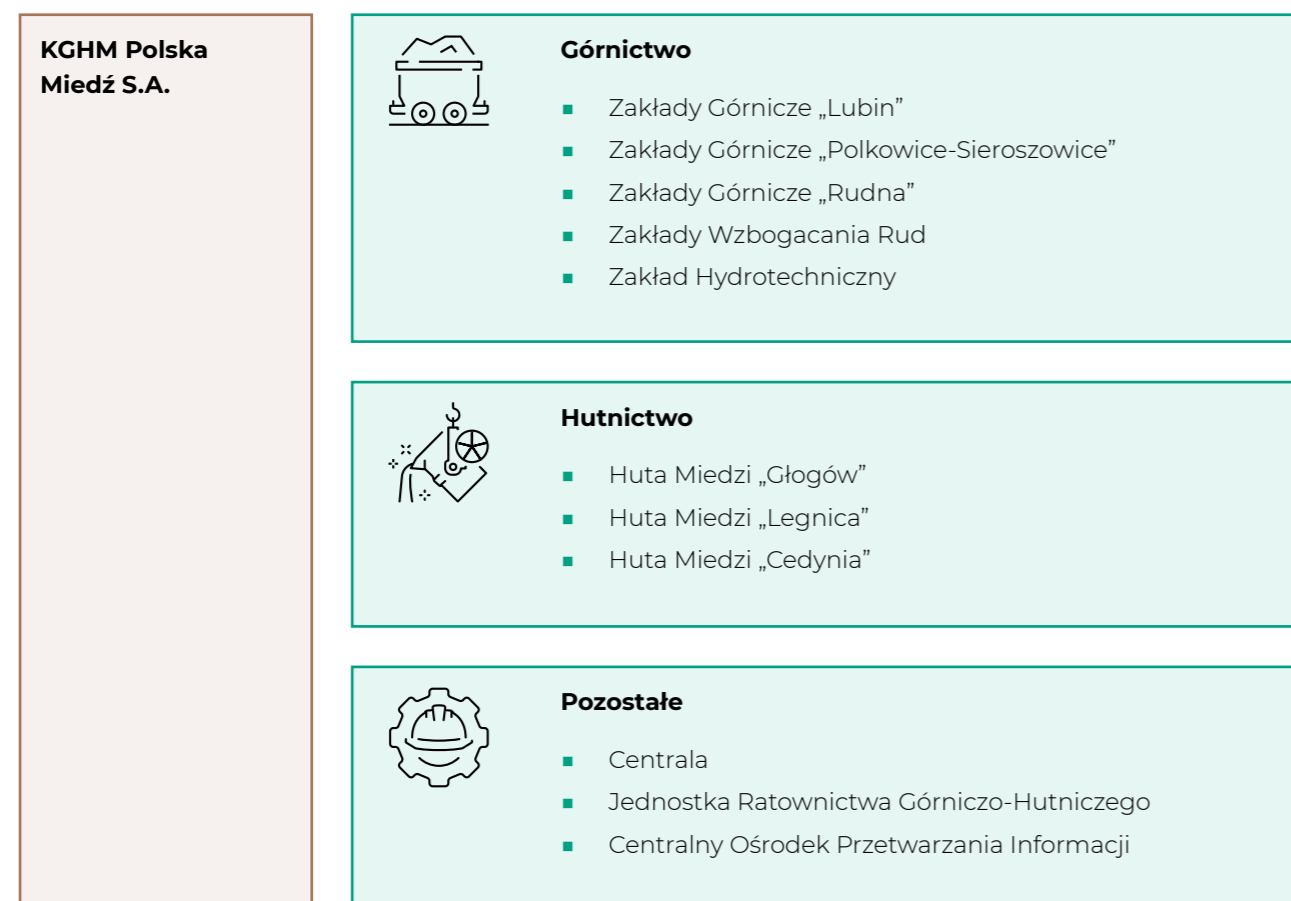 KGHM Polska
Miedź S.A.
Górnictwo
▪ Zakłady Górnicze „Lubin”
▪ Zakłady Górnicze „Polkowice-Sieroszowice”
▪ Zakłady Górnicze „Rudna”
▪ Zakłady Wzbogacania Rud
▪ Zakład Hydrotechniczny
Hutnictwo
▪ Huta Miedzi „Głogów”
▪ Huta Miedzi „Legnica”
▪ Huta Miedzi „Cedynia”
Pozostałe
▪ Centrala
▪ Jednostka Ratownictwa Górniczo-Hutniczego
▪ Centralny Ośrodek Przetwarzania Informacji